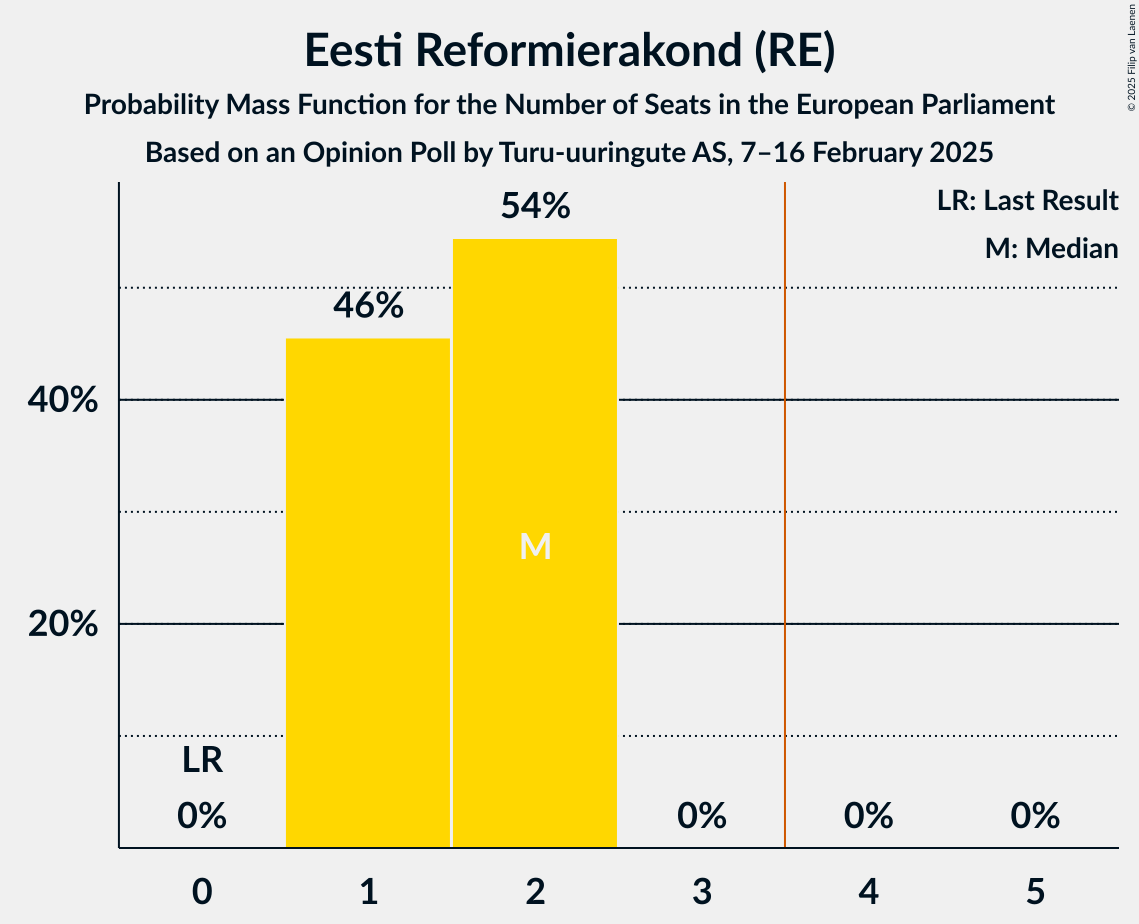 Eesti Reformierakond (RE)
Probability Mass Function for the Number of Seats in the European Parliament
Based on an Opinion Poll by Turu-uuringute AS, 7–16 February 2025
© 2025 Filip van Laenen
LR: Last Result
M: Median
54%
46%
40%
M
20%
LR
0%
0%
0%
0%
0
1
2
3
4
5